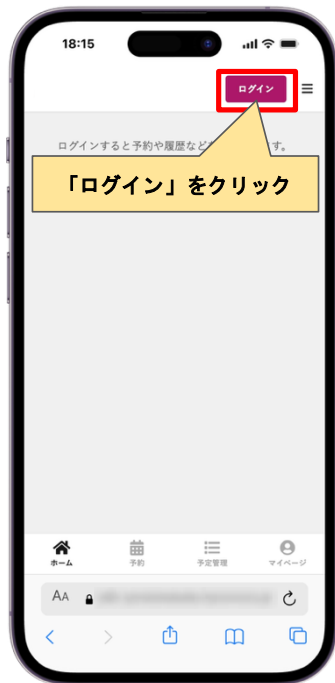 18:15
ログイン
ログインすると予約や履歴など
す。
「ログイン」をクリック
ホーム
予約
予定管理
マイページ
AA